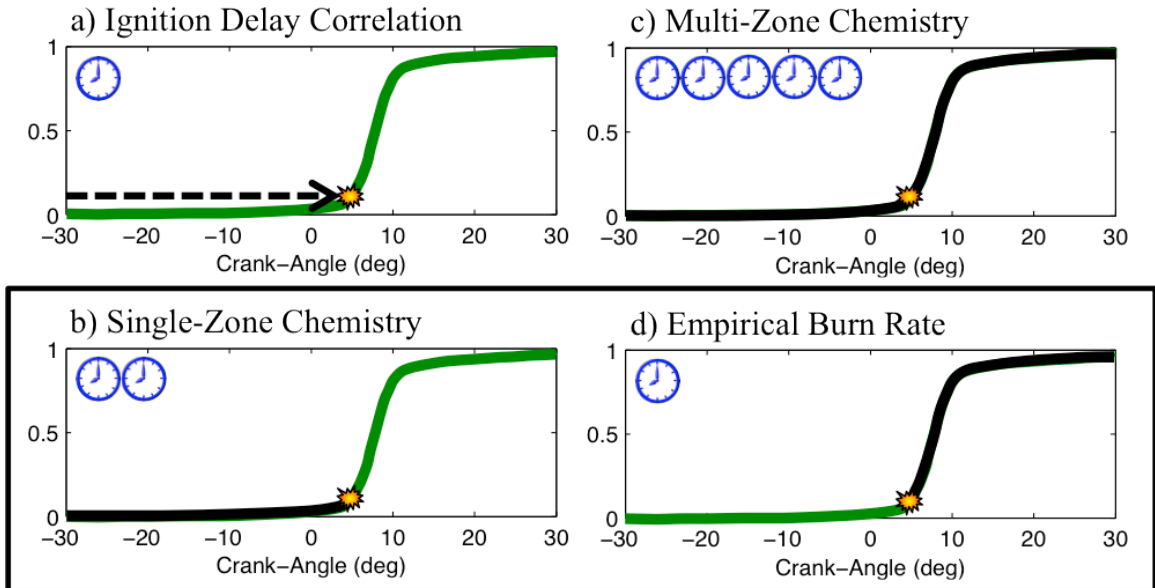 a) Ignition Delay Correlation
1
0.5
0
−30 −20 −10 0 10 20 30
Crank−Angle (deg)
c) Multi-Zone Chemistry
1
0.5
0
−30 −20 −10 0 10 20 30
Crank−Angle (deg)
b) Single-Zone Chemistry
1
0.5
0
−30 −20 −10 0 10 20 30
Crank−Angle (deg)
d) Empirical Burn Rate
1
0.5
0
−30 −20 −10 0 10 20 30
Crank−Angle (deg)